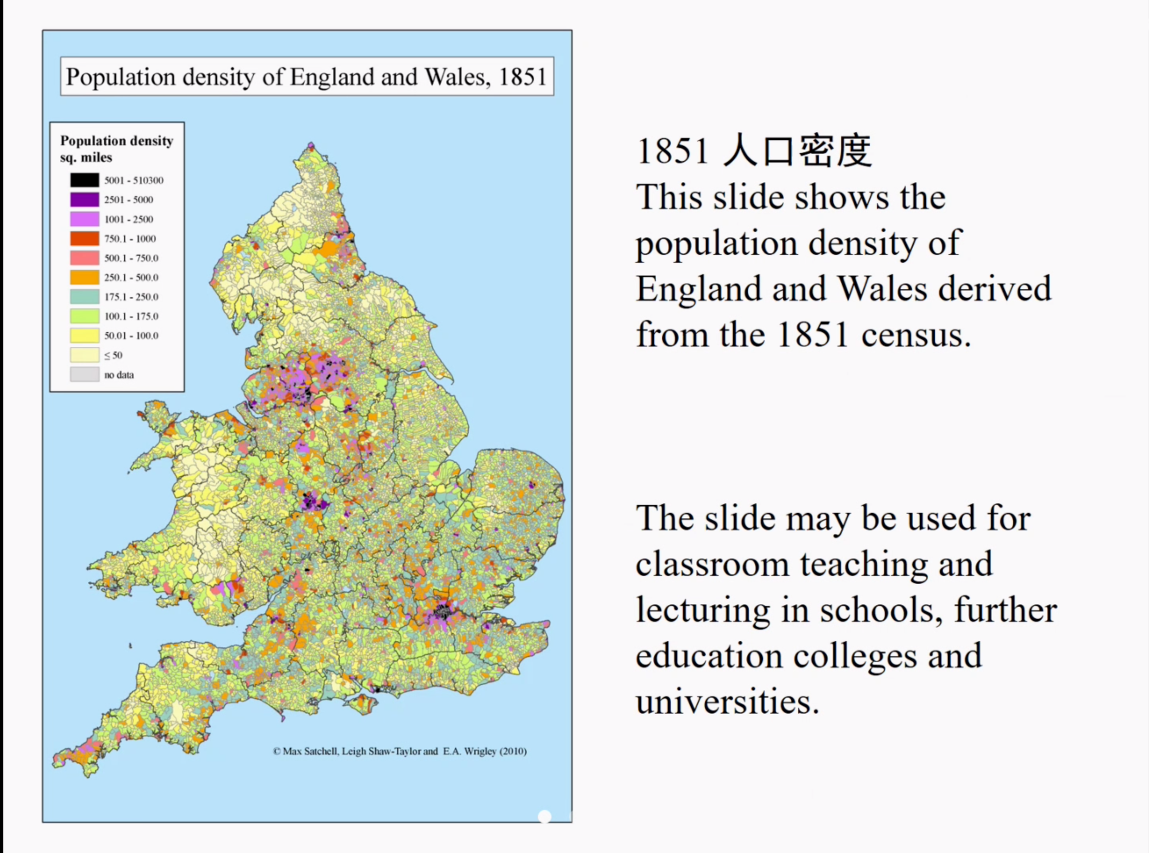 Population density of England and Wales, 1851
Population density
sq. miles
5001 - 510300
2501 - 5000
1001 - 2500
750.1 - 1000
500.1 - 750.0
250.1 - 500.0
175.1 - 250.0
100.1 - 175.0
50.01 - 100.0
≤ 50
no data
© Max Satchell, Leigh Shaw-Taylor and E.A. Wrigley (2010)
1851 人口密度
This slide shows the
population density of
England and Wales derived
from the 1851 census.
The slide may be used for
classroom teaching and
lecturing in schools, further
education colleges and
universities.